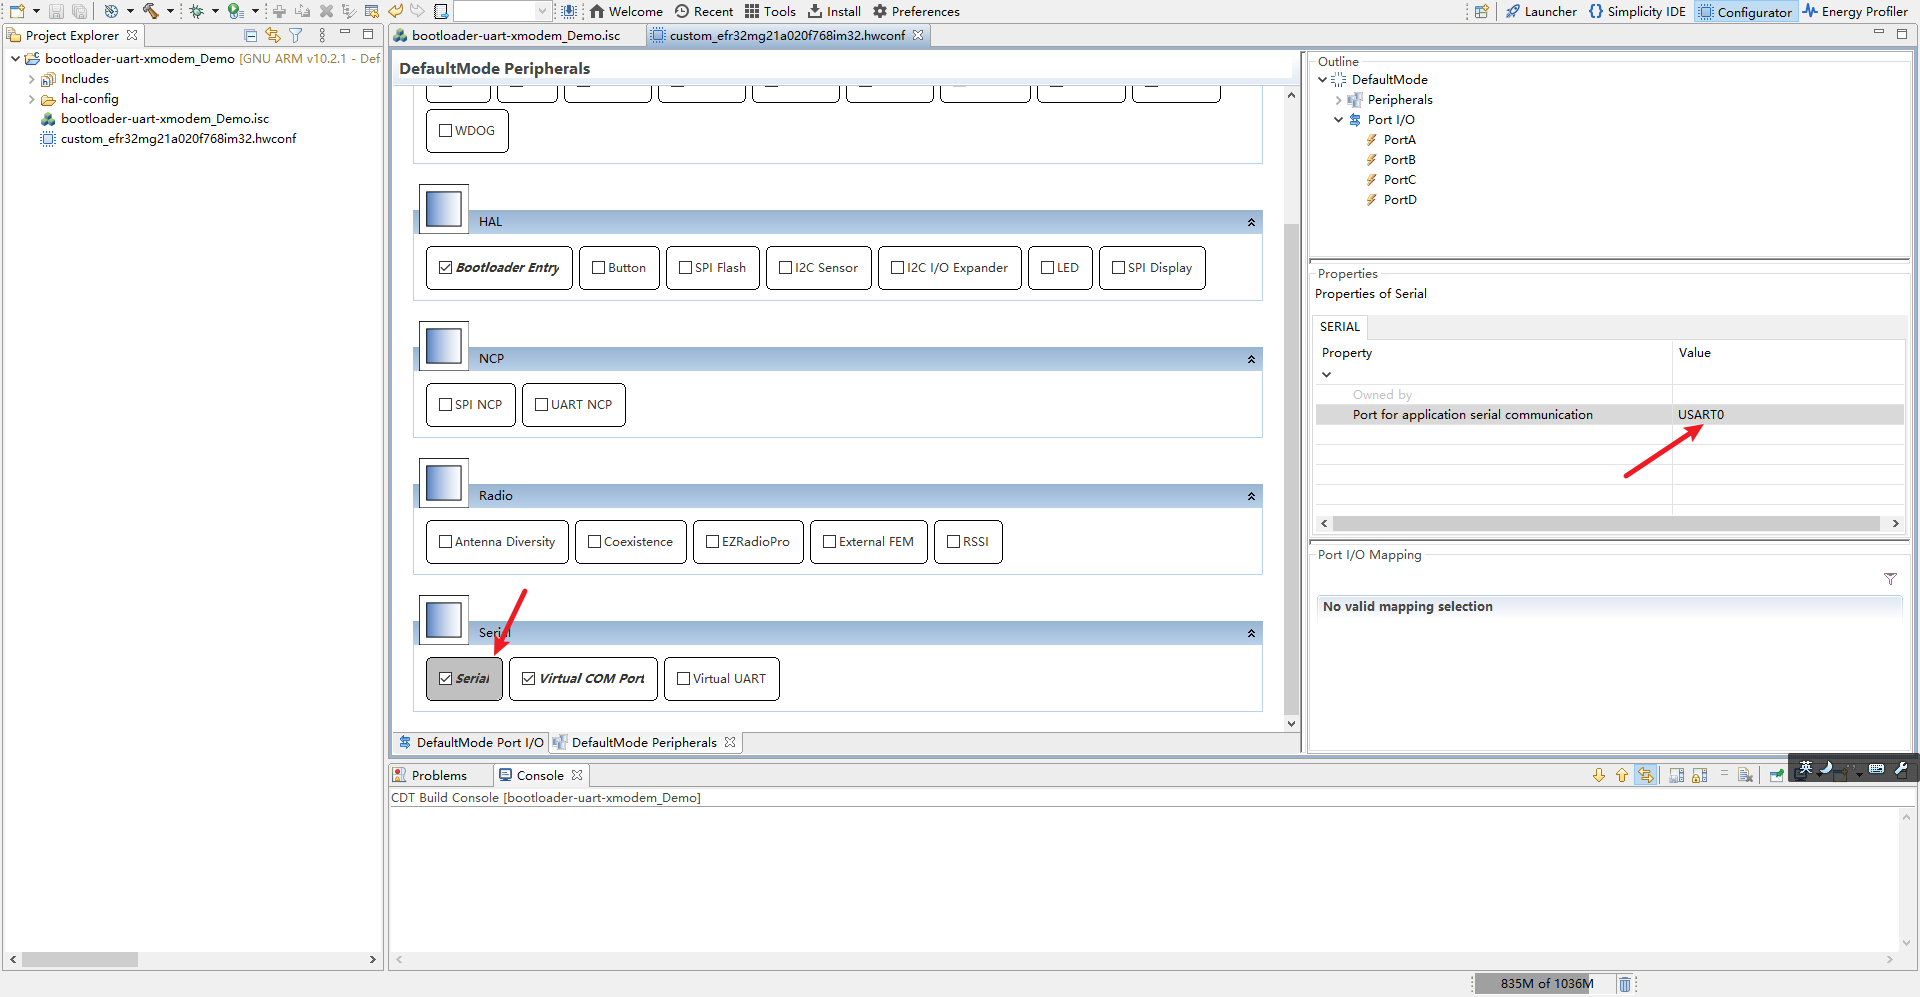 Welcome
Recent
Tools
Install
Preferences
Launcher
Simplicity IDE
Configurator
Energy Profiler
Project Explorer
bootloader-uart-xmodem_Demo [GNU ARM v10.2.1 - Def
Includes
hal-config
bootloader-uart-xmodem_Demo.isc
custom_efr32mg21a020f768im32.hwconf
bootloader-uart-xmodem_Demo.isc
custom_efr32mg21a020f768im32.hwconf
DefaultMode Peripherals
WDOG
HAL
Bootloader Entry
Button
SPI Flash
I2C Sensor
I2C I/O Expander
LED
SPI Display
NCP
SPI NCP
UART NCP
Radio
Antenna Diversity
Coexistence
EZRadioPro
External FEM
RSSI
Serial
Serial
Virtual COM Port
Virtual UART
DefaultMode Port I/O
DefaultMode Peripherals
Outline
DefaultMode
Peripherals
Port I/O
PortA
PortB
PortC
PortD
Properties
Properties of Serial
SERIAL
Property
Value
Owned by
Port for application serial communication
USART0
Port I/O Mapping
No valid mapping selection
Problems
Console
英
CDT Build Console [bootloader-uart-xmodem_Demo]
835M of 1036M